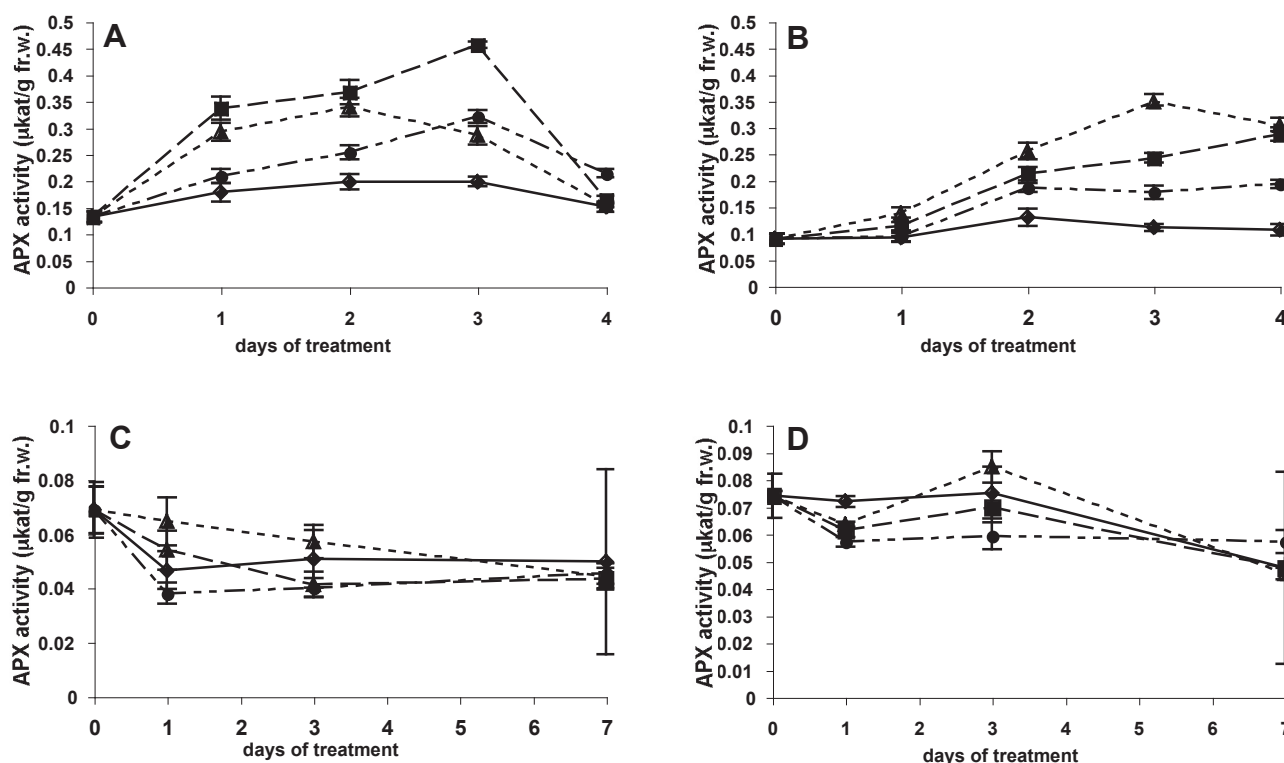 A
APX activity (µkat/g fr.w.)
0.5
0.45
0.4
0.35
0.3
0.25
0.2
0.15
0.1
0.05
0
0 1 2 3 4
days of treatment
B
APX activity (µkat/g fr.w.)
0.5
0.45
0.4
0.35
0.3
0.25
0.2
0.15
0.1
0.05
0
0 1 2 3 4
days of treatment
C
APX activity (µkat/g fr.w.)
0.1
0.08
0.06
0.04
0.02
0
0 1 2 3 4 5 6 7
days of treatment
D
APX activity (µkat/g fr.w.)
0.1
0.09
0.08
0.07
0.06
0.05
0.04
0.03
0.02
0.01
0
0 1 2 3 4 5 6 7
days of treatment